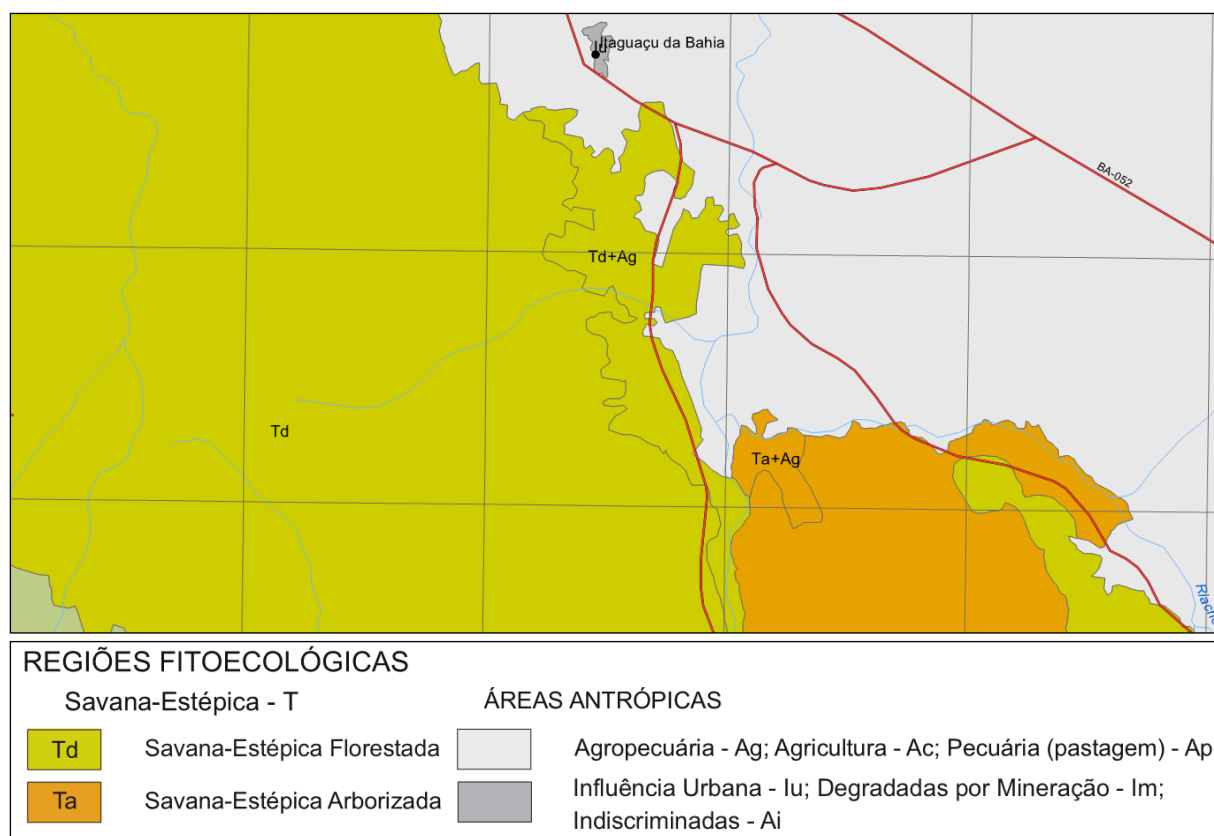 Iu
Itaguaçu da Bahia
BA-052
Td+Ag
Td
Ta+Ag
Riacho
REGIÕES FITOECOLÓGICAS
Savana-Estépica - T
ÁREAS ANTRÓPICAS
Td
Savana-Estépica Florestada
Agropecuária - Ag; Agricultura - Ac; Pecuária (pastagem) - Ap
Ta
Savana-Estépica Arborizada
Influência Urbana - Iu; Degradadas por Mineração - Im;
Indiscriminadas - Ai